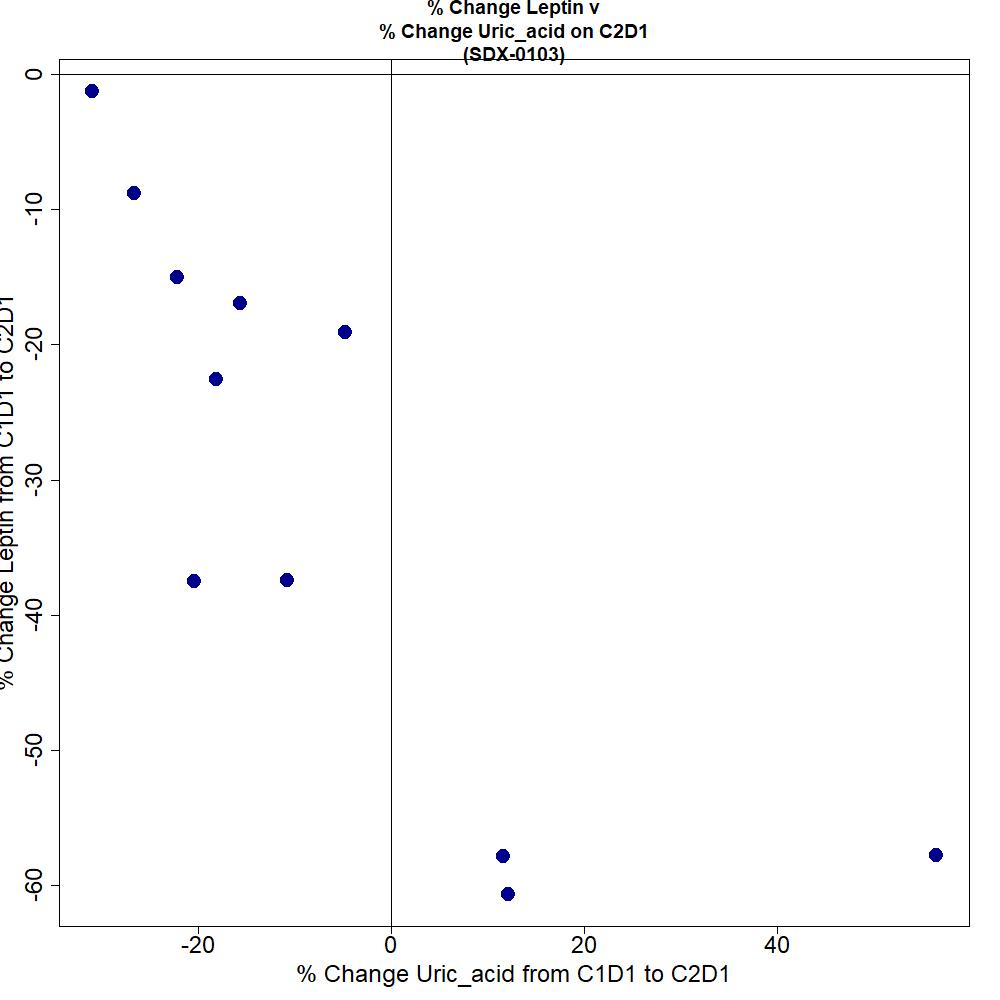 % Change Leptin v
% Change Uric_acid on C2D1
(SDX-0103)
0
-10
-20
-30
-40
-50
-60
% Change Leptin from C1D1 to C2D1
-20
0
20
40
% Change Uric_acid from C1D1 to C2D1